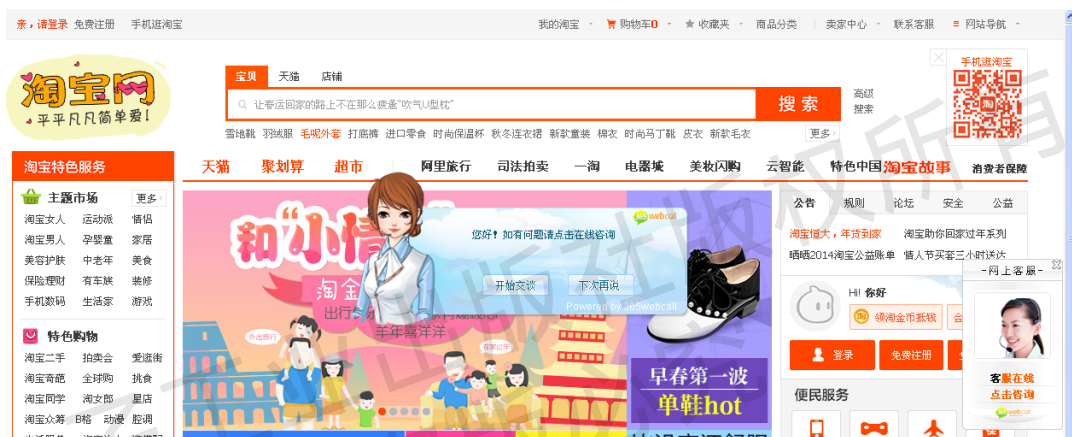 亲，请登录 免费注册 手机逛淘宝 我的淘宝 购物车0 收藏夹 商品分类 卖家中心 联系客服 网站导航
手机逛淘宝
淘宝网
平平凡凡简单爱!
宝贝 天猫 店铺
让春运回家的路上不在那么疲惫"吹气U型枕" 搜 索 高级搜索
雪地靴 羽绒服 毛呢外套 打底裤 进口零食 时尚保温杯 秋冬连衣裙 新款童装 棉衣 时尚马丁靴 皮衣 新款毛衣 更多
淘宝特色服务
天猫 聚划算 超市 阿里旅行 司法拍卖 一淘 电器城 美妆闪购 云智能 特色中国 淘宝故事 消费者保障
主题市场 更多
淘宝女人 运动派 情侣
淘宝男人 孕婴童 家居
美容护肤 中老年 美食
保险理财 有车族 装修
手机数码 生活家 游戏
特色购物
淘宝二手 拍卖会 爱逛街
淘宝奇葩 全球购 挑食
淘宝同学 淘女郎 星店
淘宝众筹 B格 动漫 腔调
和"小情
淘金
羊年喜洋洋
外出旅行
365webcall
您好! 如有问题请点击在线咨询
开始交谈 下次再说
Powered by 365webcall
早春第一波
单鞋hot
公告 规则 论坛 安全 公益
淘宝恒大，年货到家 淘宝助你回家过年系列
晒晒2014淘宝公益账单 情人节买套三小时送达
Hi! 你好
领淘金币抵钱 会
登录 免费注册
便民服务
-网上客服-
客服在线
点击咨询
版权所有